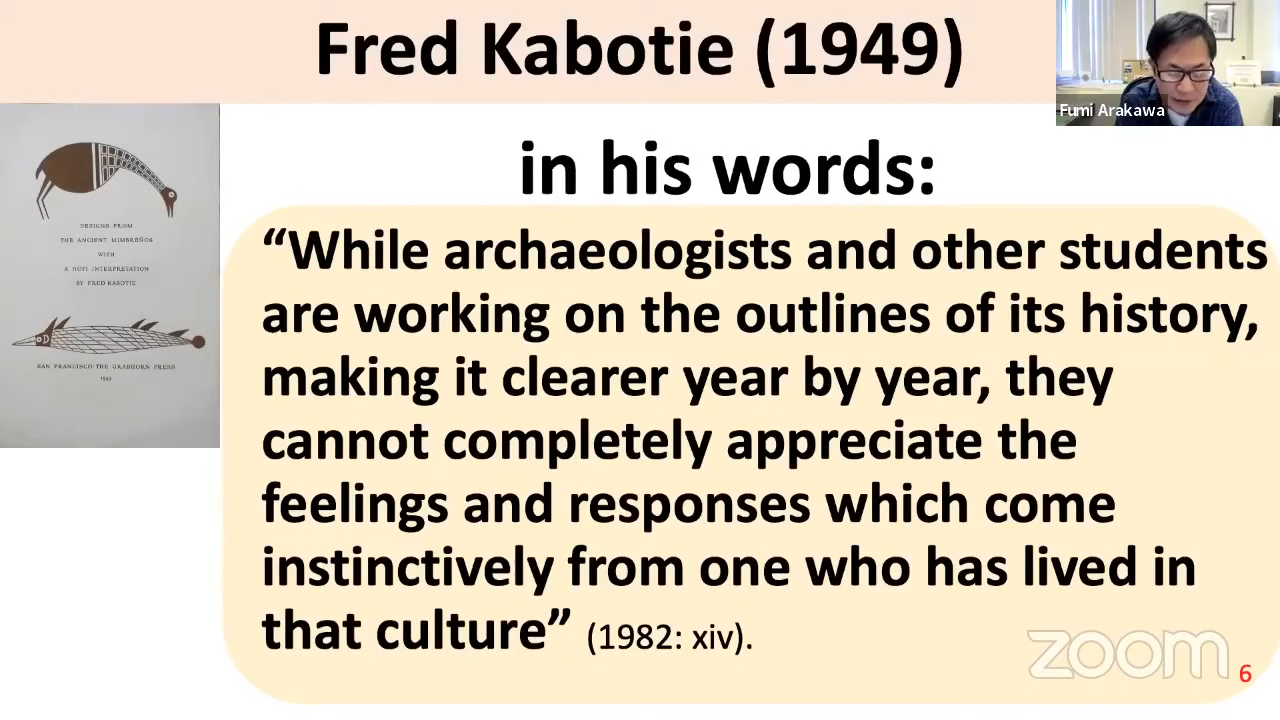 Fred Kabotie (1949)
Fumi Arakawa
in his words:
DESIGNS FROM
THE ANCIENT MIMBREÑOS
WITH
A HOPI INTERPRETATION
BY FRED KABOTIE
SAN FRANCISCO: THE GRABHORN PRESS
1949
“While archaeologists and other students
are working on the outlines of its history,
making it clearer year by year, they
cannot completely appreciate the
feelings and responses which come
instinctively from one who has lived in
that culture” (1982: xiv).
zoom
6